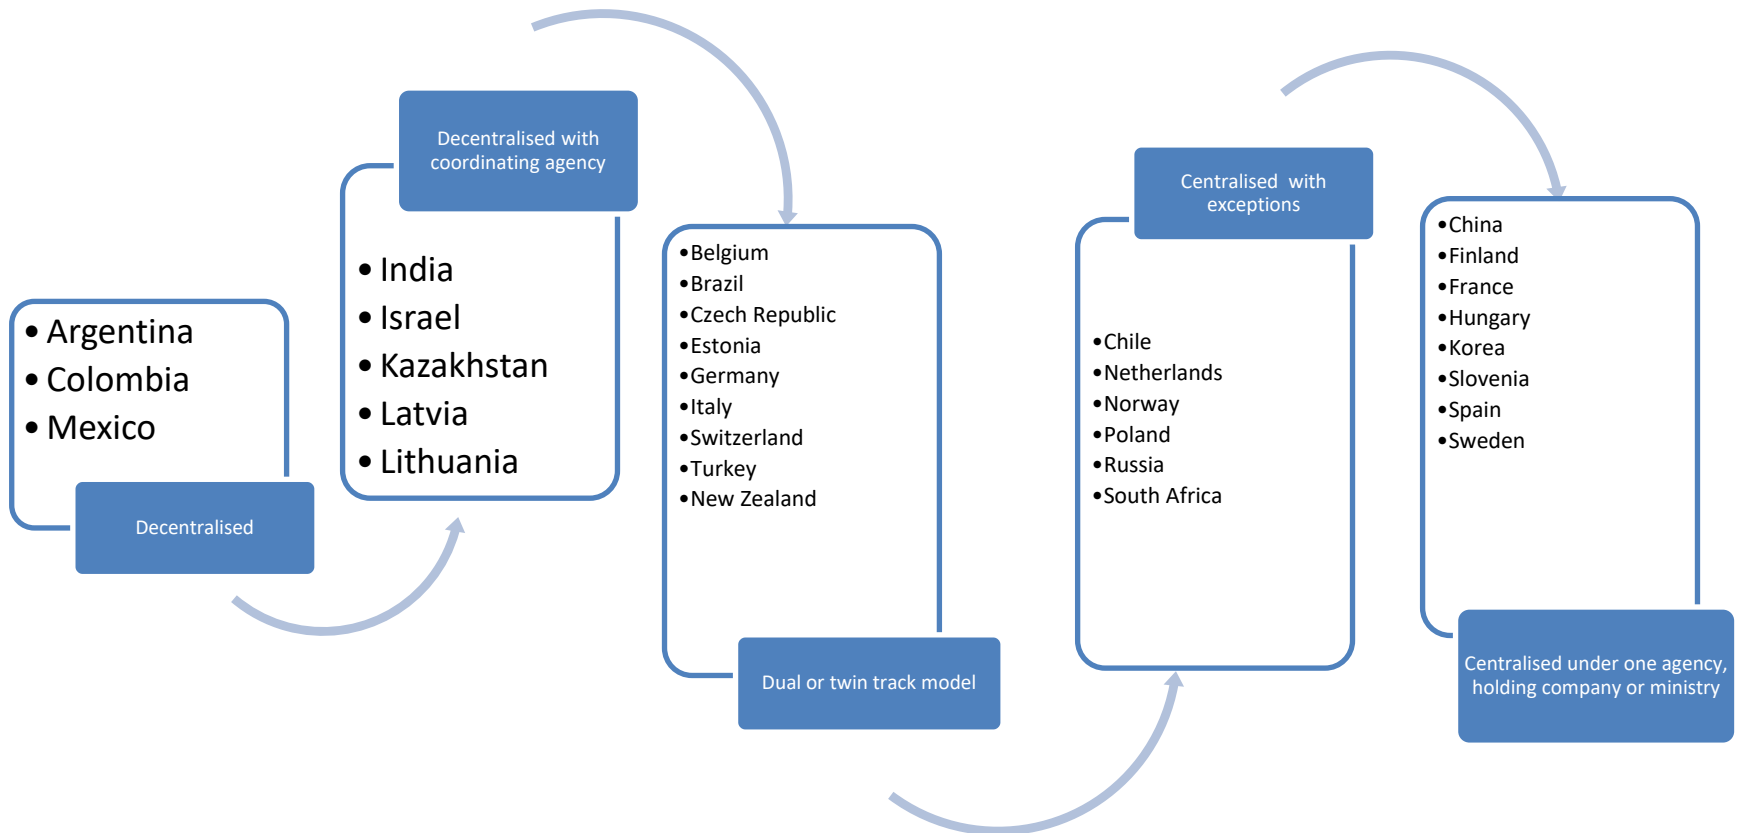 • Argentina
• Colombia
• Mexico
Decentralised
Decentralised with
coordinating agency
• India
• Israel
• Kazakhstan
• Latvia
• Lithuania
•Belgium
•Brazil
•Czech Republic
•Estonia
•Germany
•Italy
•Switzerland
•Turkey
•New Zealand
Dual or twin track model
Centralised with
exceptions
•Chile
•Netherlands
•Norway
•Poland
•Russia
•South Africa
•China
•Finland
•France
•Hungary
•Korea
•Slovenia
•Spain
•Sweden
Centralised under one agency,
holding company or ministry